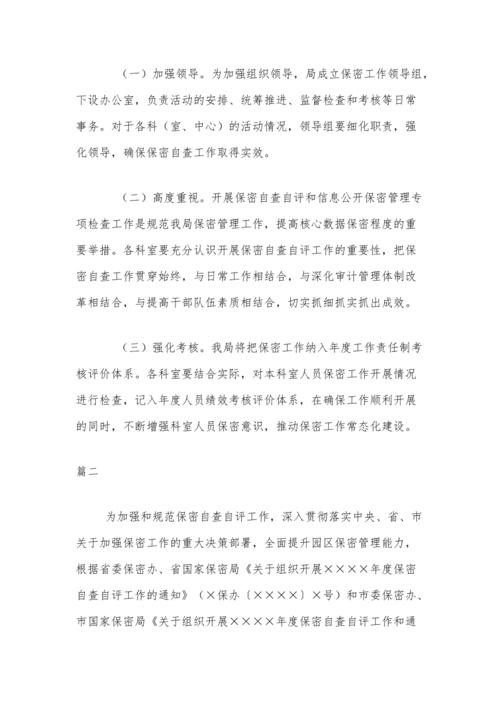 （一）加强领导。为加强组织领导，局成立保密工作领导组，
下设办公室，负责活动的安排、统筹推进、监督检查和考核等日常
事务。对于各科（室、中心）的活动情况，领导组要细化职责，强
化领导，确保保密自查工作取得实效。
（二）高度重视。开展保密自查自评和信息公开保密管理专
项检查工作是规范我局保密管理工作，提高核心数据保密程度的重
要举措。各科室要充分认识开展保密自查自评工作的重要性，把保
密自查工作贯穿始终，与日常工作相结合，与深化审计管理体制改
革相结合，与提高干部队伍素质相结合，切实抓细抓实抓出成效。
（三）强化考核。我局将把保密工作纳入年度工作责任制考
核评价体系。各科室要结合实际，对本科室人员保密工作开展情况
进行检查，记入年度人员绩效考核评价体系，在确保工作顺利开展
的同时，不断增强科室人员保密意识，推动保密工作常态化建设。
篇二
为加强和规范保密自查自评工作，深入贯彻落实中央、省、市
关于加强保密工作的重大决策部署，全面提升园区保密管理能力，
根据省委保密办、省国家保密局《关于组织开展××××年度保密
自查自评工作的通知》（×保办〔××××〕×号）和市委保密办、
市国家保密局《关于组织开展××××年度保密自查自评工作和通